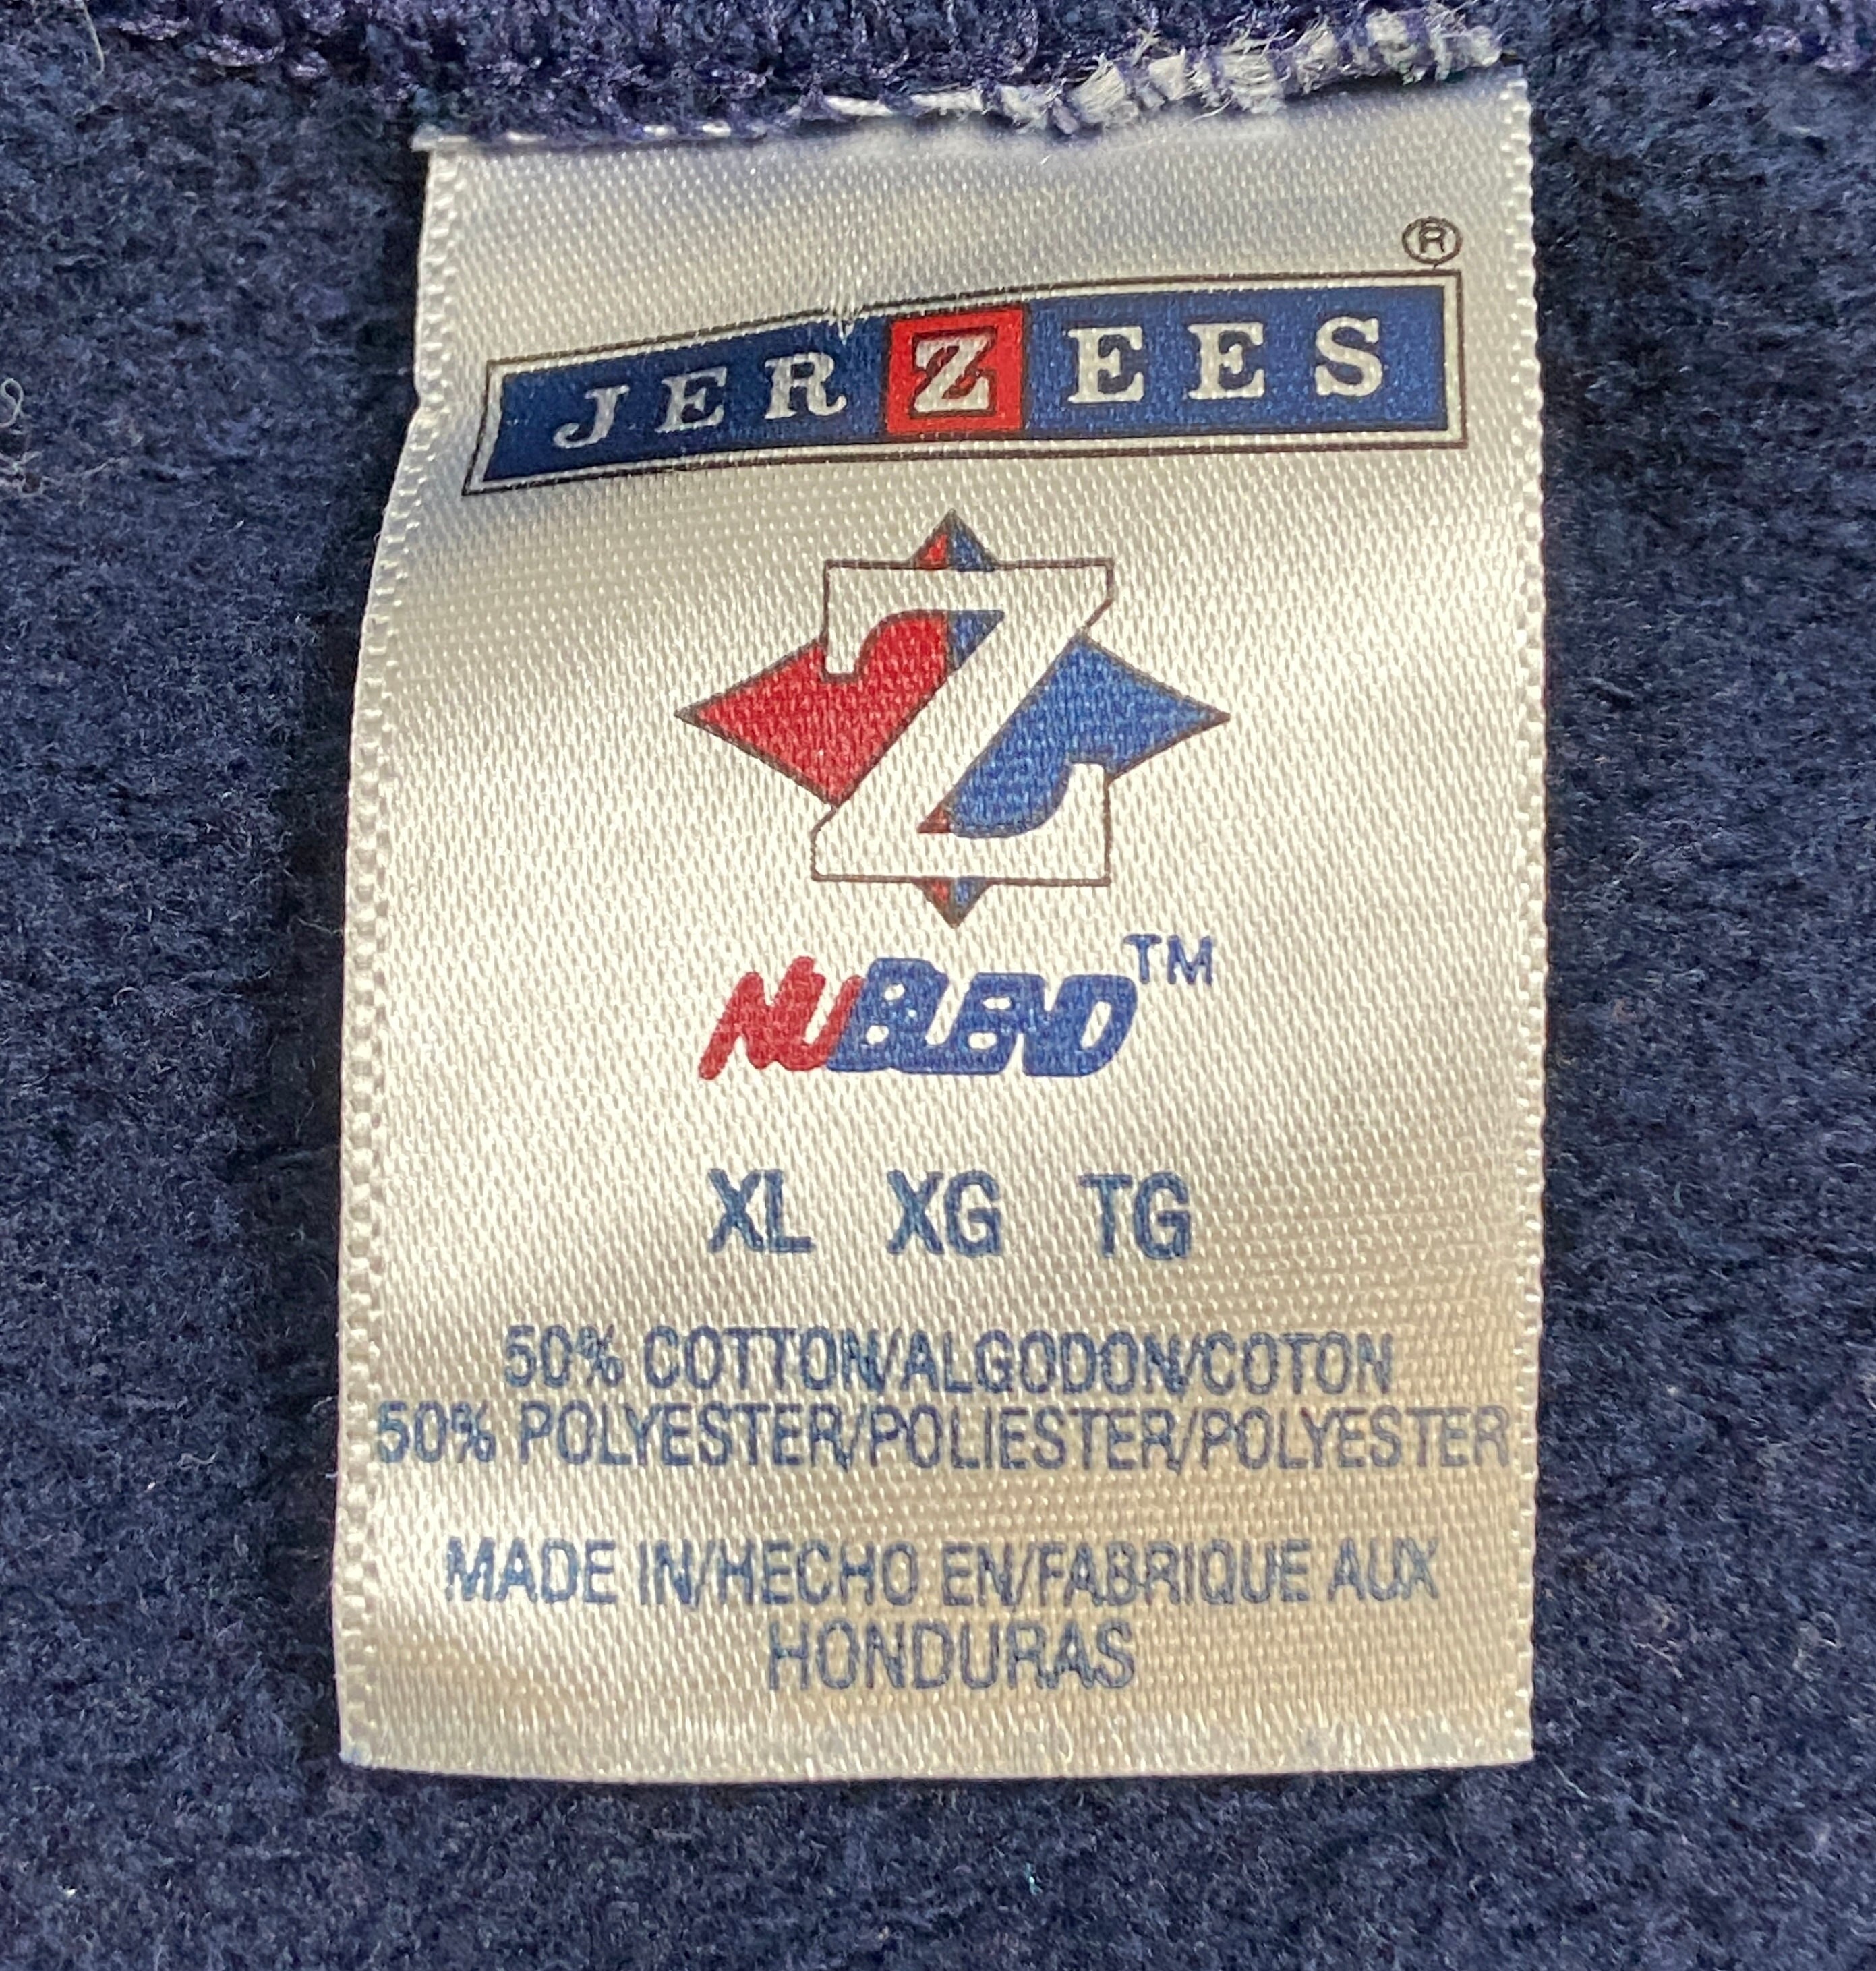 ®
JERZEES
Z
NUBLEND™
XL XG TG
50% COTTON/ALGODON/COTON
50% POLYESTER/POLIESTER/POLYESTER
MADE IN/HECHO EN/FABRIQUE AUX
HONDURAS